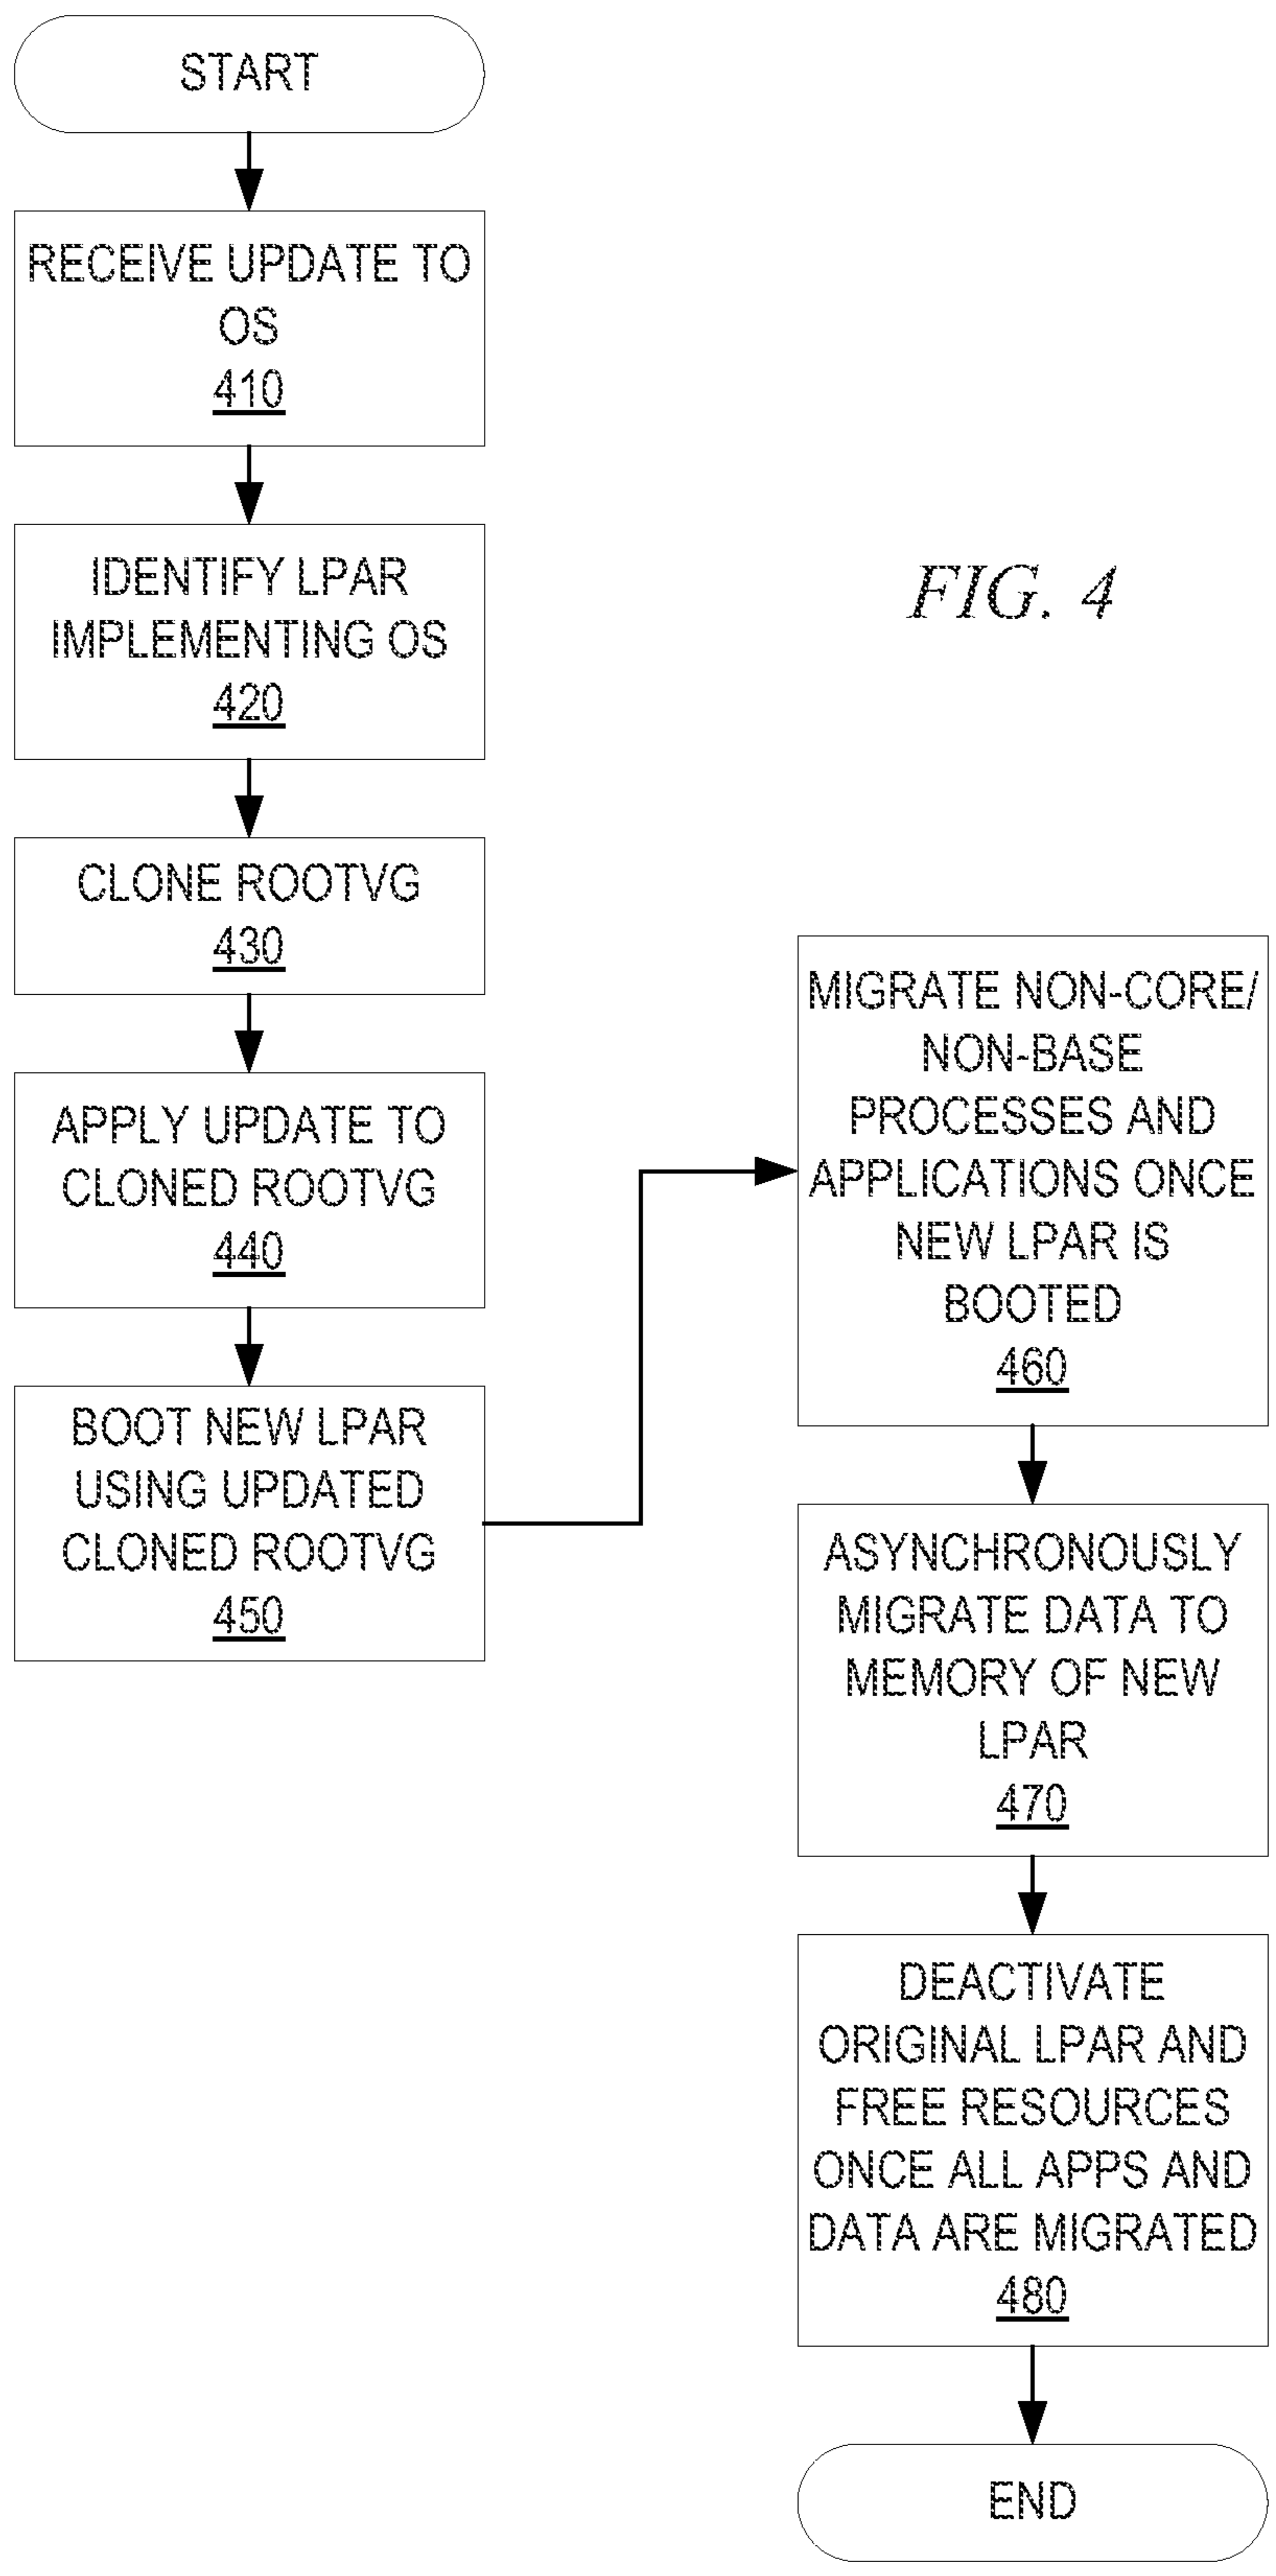 START
RECEIVE UPDATE TO
OS
410
IDENTIFY LPAR
IMPLEMENTING OS
420
CLONE ROOTVG
430
APPLY UPDATE TO
CLONED ROOTVG
440
BOOT NEW LPAR
USING UPDATED
CLONED ROOTVG
450
FIG. 4
MIGRATE NON-CORE/
NON-BASE
PROCESSES AND
APPLICATIONS ONCE
NEW LPAR IS
BOOTED
460
ASYNCHRONOUSLY
MIGRATE DATA TO
MEMORY OF NEW
LPAR
470
DEACTIVATE
ORIGINAL LPAR AND
FREE RESOURCES
ONCE ALL APPS AND
DATA ARE MIGRATED
480
END